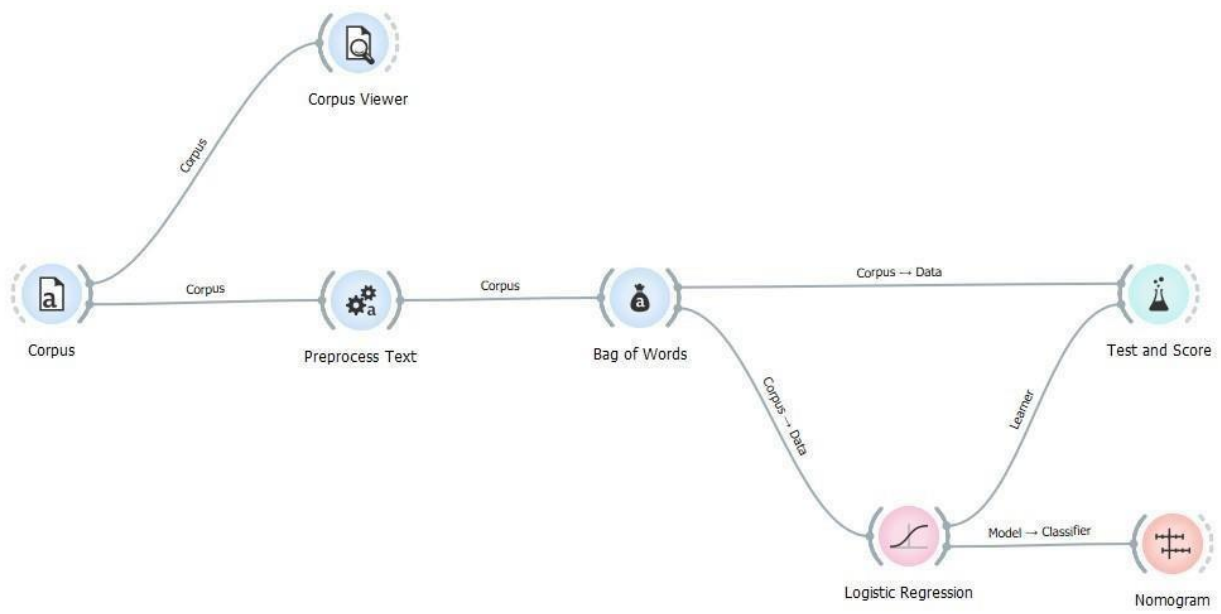 Corpus Viewer
Corpus
Corpus
Corpus
Corpus → Data
Corpus
Preprocess Text
Bag of Words
Test and Score
Corpus → Data
Learner
Model → Classifier
Logistic Regression
Nomogram